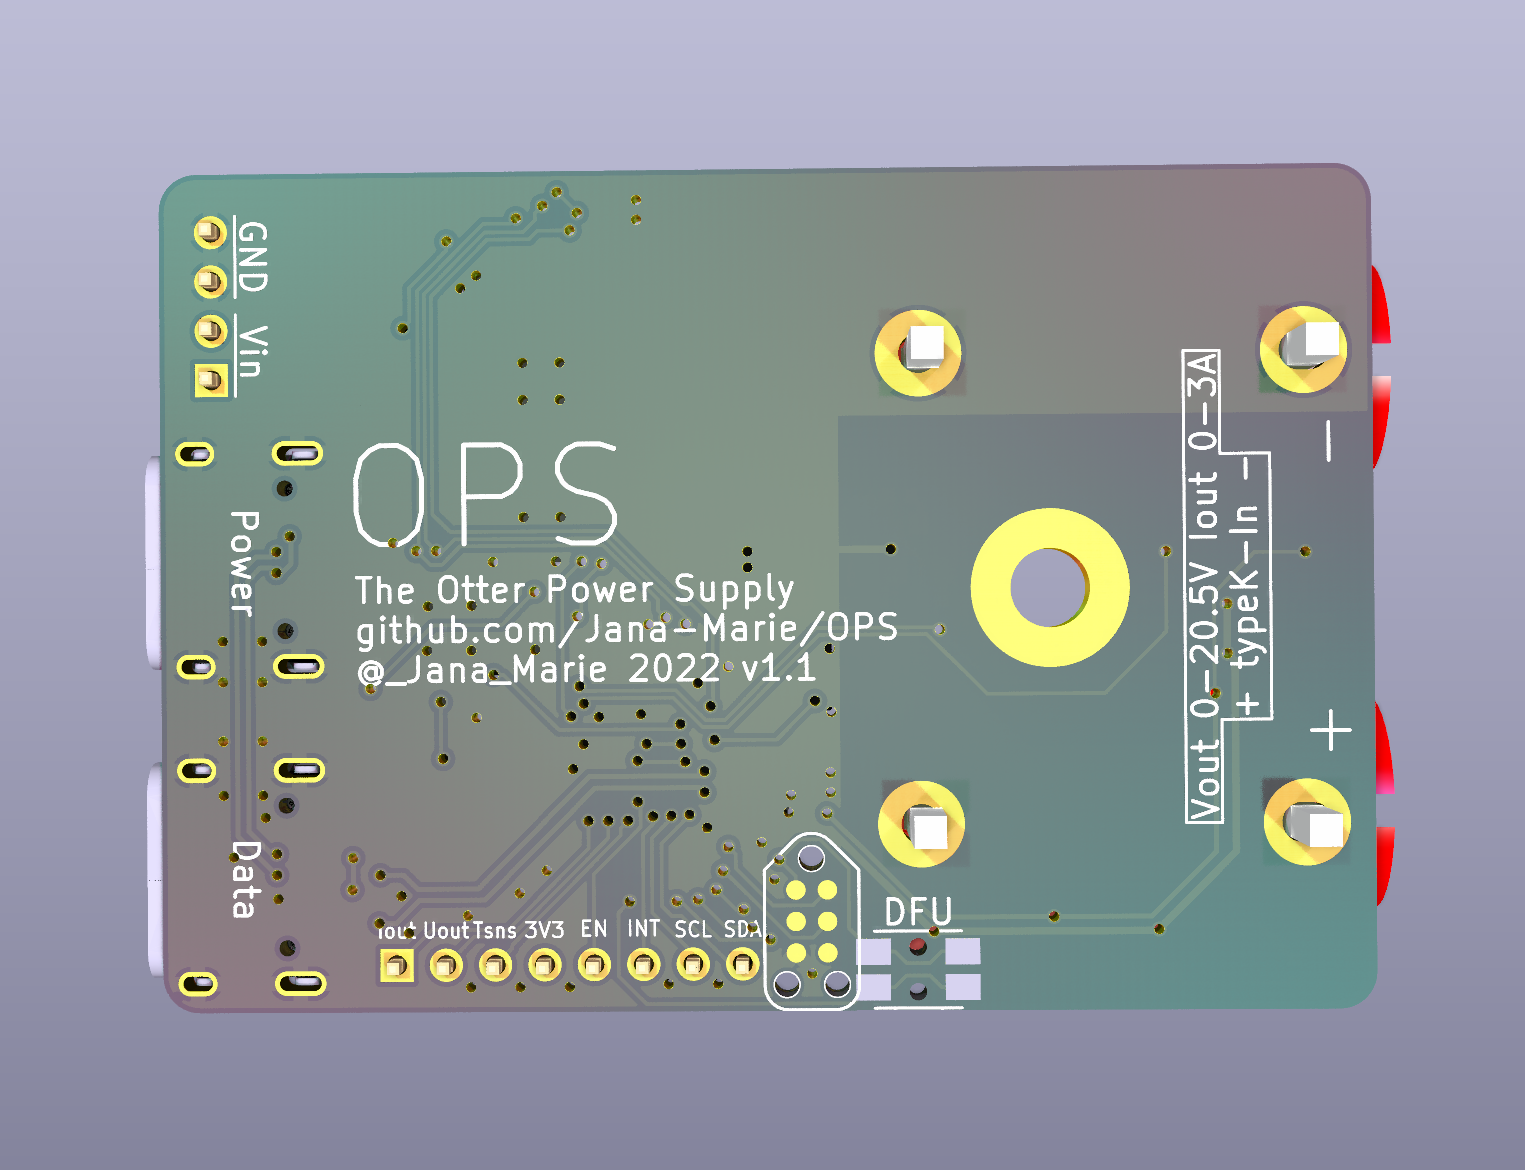 GND
Vin
OPS
The Otter Power Supply
github.com/Jana-Marie/OPS
@_Jana_Marie 2022 v1.1
Power
Data
Iout Uout Tsns 3V3 EN INT SCL SDA
DFU
Vout 0-20.5V Iout 0-3A
+ typeK-In -
-
+